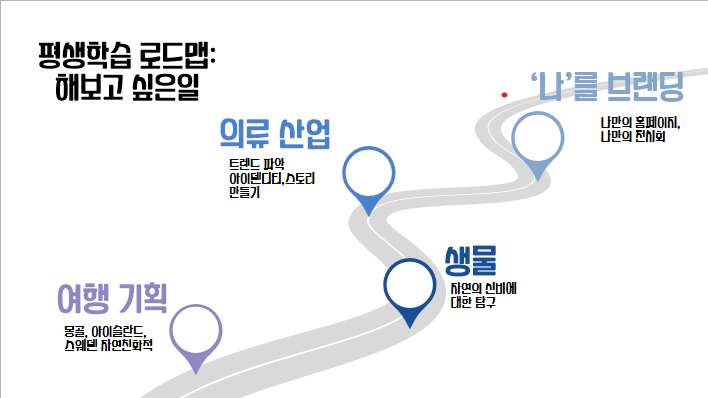 평생학습 로드맵:
해보고 싶은일
'나'를 브랜딩
나만의 홈페이지,
나만의 전시회
의류 산업
트렌드 파악
아이덴디티,스토리
만들기
생물
자연의 신비에
대한 탐구
여행 기획
몽골, 아이슬란드,
스웨덴 자연친화적